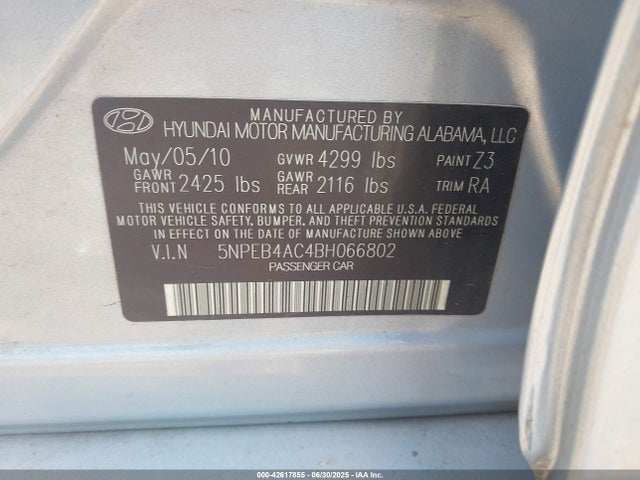 MANUFACTURED BY
HYUNDAI MOTOR MANUFACTURING ALABAMA, LLC
May/05/10 GVWR 4299 lbs PAINT Z3
GAWR FRONT 2425 lbs GAWR REAR 2116 lbs TRIM RA
THIS VEHICLE CONFORMS TO ALL APPLICABLE U.S.A. FEDERAL
MOTOR VEHICLE SAFETY, BUMPER, AND THEFT PREVENTION STANDARDS
IN EFFECT ON THE DATE OF MANUFACTURE SHOWN ABOVE
V.I.N 5NPEB4AC4BH066802
PASSENGER CAR
000-42617855 - 06/30/2025 - IAA Inc.